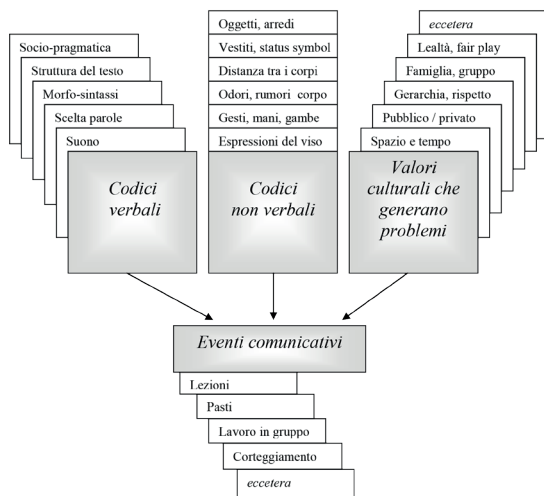 Socio-pragmatica
Struttura del testo
Morfo-sintassi
Scelta parole
Suono
Codici
verbali
Oggetti, arredi
Vestiti, status symbol
Distanza tra i corpi
Odori, rumori corpo
Gesti, mani, gambe
Espressioni del viso
Codici
non verbali
eccetera
Lealtà, fair play
Famiglia, gruppo
Gerarchia, rispetto
Pubblico / privato
Spazio e tempo
Valori
culturali che
generano
problemi
Eventi comunicativi
Lezioni
Pasti
Lavoro in gruppo
Corteggiamento
eccetera